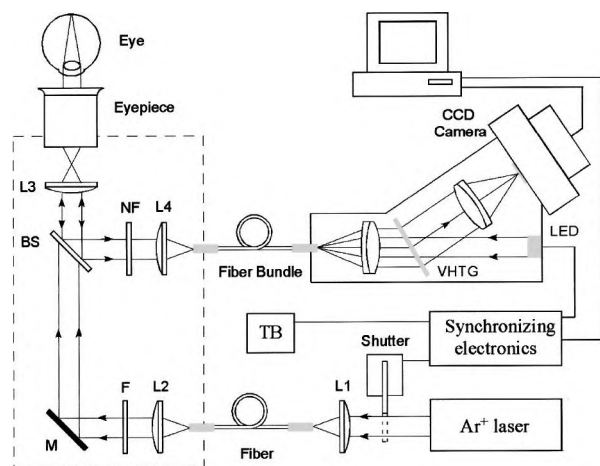 Eye
Eyepiece
CCD
Camera
L3
NF
L4
BS
Fiber Bundle
VHTG
LED
TB
Synchronizing
electronics
Shutter
F
L2
L1
M
Fiber
Ar+ laser